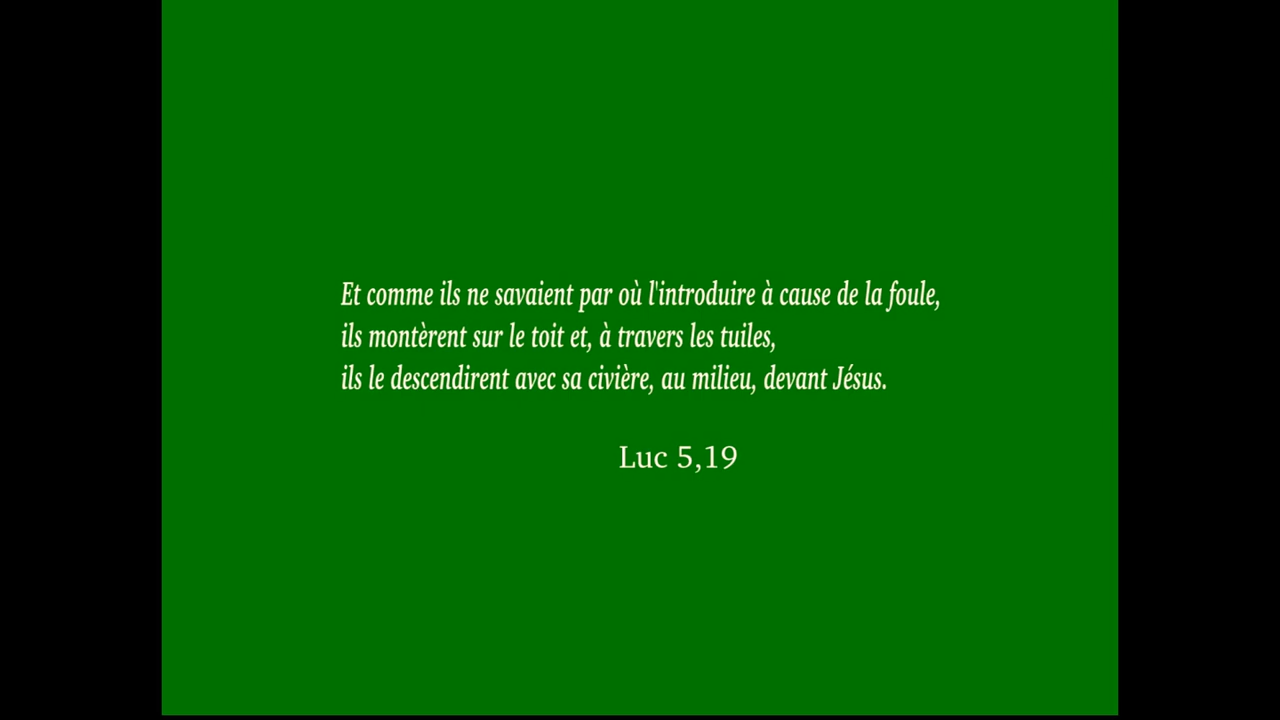 Et comme ils ne savaient par où l'introduire à cause de la foule,
ils montèrent sur le toit et, à travers les tuiles,
ils le descendirent avec sa civière, au milieu, devant Jésus.
Luc 5,19